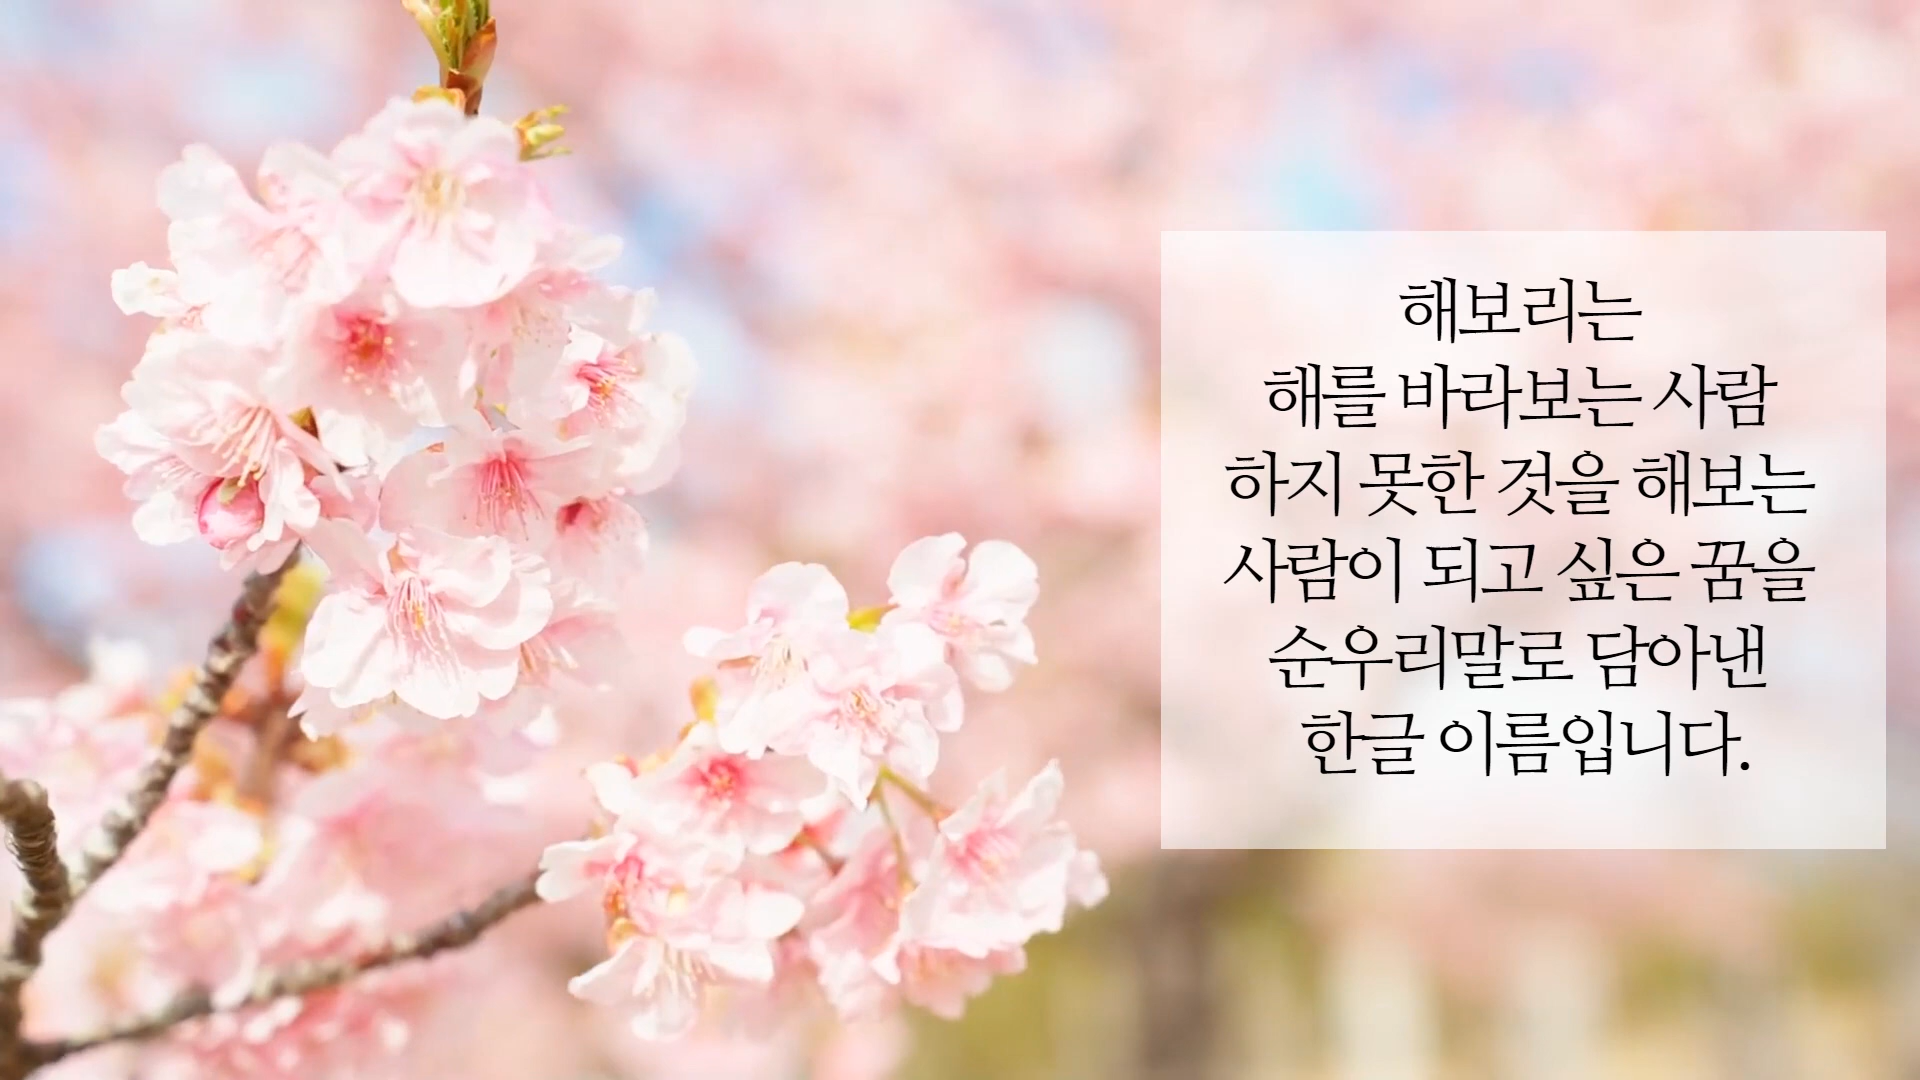 해보리는
해를 바라보는 사람
하지 못한 것을 해보는
사람이 되고 싶은 꿈을
순우리말로 담아낸
한글 이름입니다.